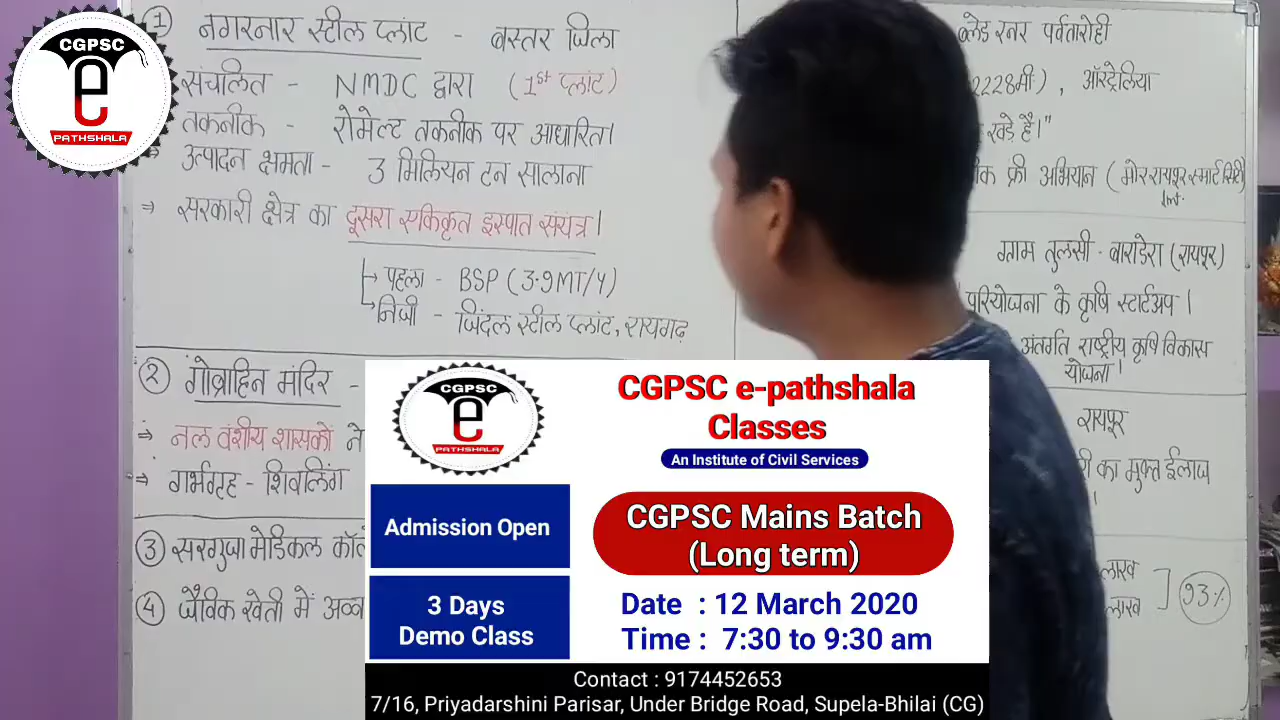 CGPSC
e
PATHSHALA
① नगरनार स्टील प्लांट - बस्तर जिला
संचलित - NMDC द्वारा (1st प्लांट)
तकनीक - रोमेल्ट तकनीक पर आधारित।
⇒ उत्पादन क्षमता - 3 मिलियन टन सालाना
⇒ सरकारी क्षेत्र का दूसरा एकिकृत इस्पात संयंत्र।
पहला - BSP (3.9MT/Y)
निजी - जिंदल स्टील प्लांट, रायगढ़
② गोब्राहिन मंदिर -
⇒ नल वंशीय शासको ने
⇒ गर्भगृह - शिवलिंग
③ सरगुजा मेडिकल
④ जैविक खेती में
ब्लेड रनर पर्वतारोही
2228मी), ऑस्ट्रेलिया
खड़े है।"
फ्री अभियान (मोर रायपुर स्मार्ट सिटी
lmt.
ग्राम तुलसी - बाराडेरा (रायपुर)
परियोजना के कृषि स्टार्टअप।
अंतर्गत राष्ट्रीय कृषि विकास
योजना।
रायपुर
का मुक्त ईलाज
लाख
लाख
93%
CGPSC
e
PATHSHALA
CGPSC e-pathshala
Classes
An Institute of Civil Services
Admission Open
CGPSC Mains Batch
(Long term)
3 Days
Demo Class
Date : 12 March 2020
Time : 7:30 to 9:30 am
Contact : 9174452653
7/16, Priyadarshini Parisar, Under Bridge Road, Supela-Bhilai (CG)